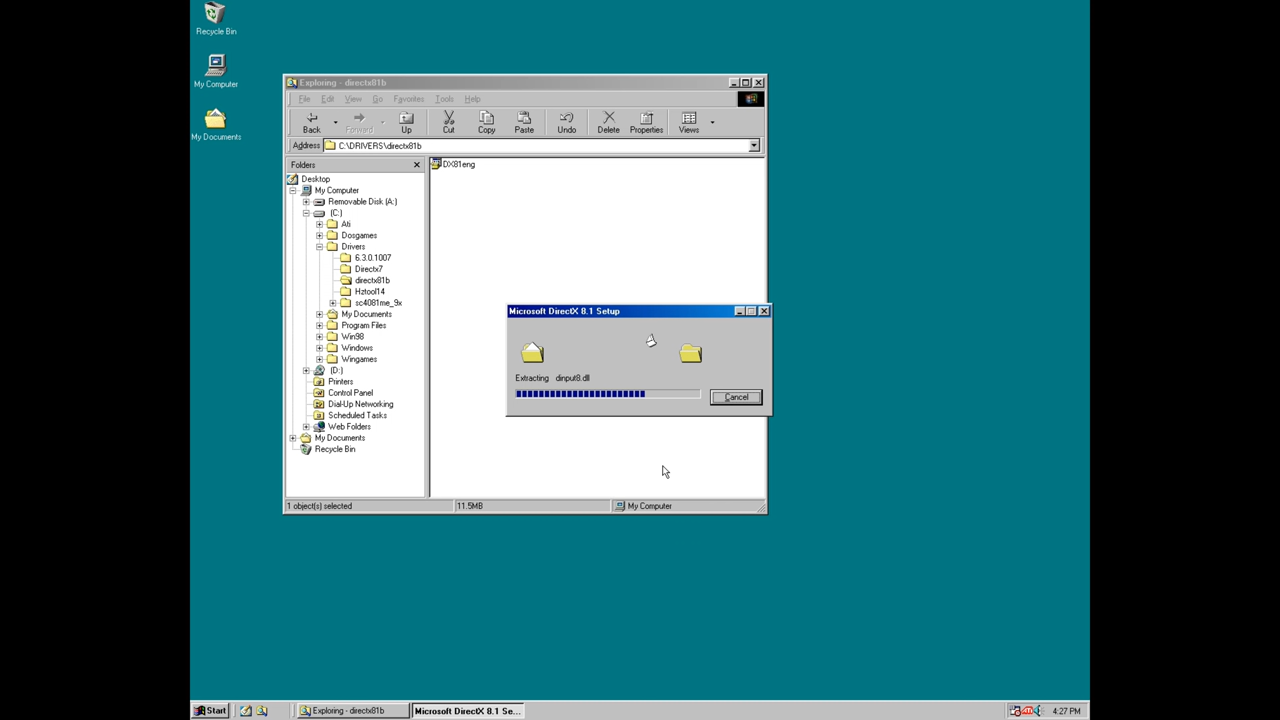 Recycle Bin
My Computer
My Documents
Exploring - directx81b
File Edit View Go Favorites Tools Help
Back Forward Up Cut Copy Paste Undo Delete Properties Views
Address C:\DRIVERS\directx81b
Folders
DX81eng
Desktop
My Computer
Removable Disk (A:)
(C:)
Ati
Dosgames
Drivers
6.3.0.1007
Directx7
directx81b
Hztool14
sc4081me_9x
My Documents
Program Files
Win98
Windows
Wingames
(D:)
Printers
Control Panel
Dial-Up Networking
Scheduled Tasks
Web Folders
My Documents
Recycle Bin
Microsoft DirectX 8.1 Setup
Extracting dinput8.dll
Cancel
1 object(s) selected 11.5MB My Computer
Start Exploring - directx81b Microsoft DirectX 8.1 Se... 4:27 PM